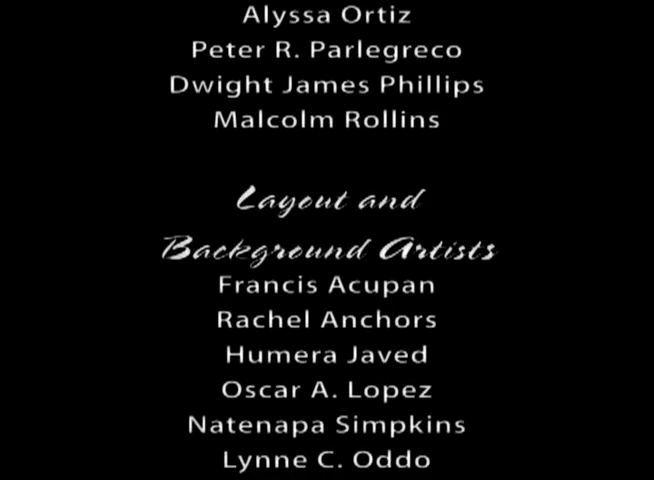 Alyssa Ortiz
Peter R. Parlegreco
Dwight James Phillips
Malcolm Rollins
Layout and
Background Artists
Francis Acupan
Rachel Anchors
Humera Javed
Oscar A. Lopez
Natenapa Simpkins
Lynne C. Oddo